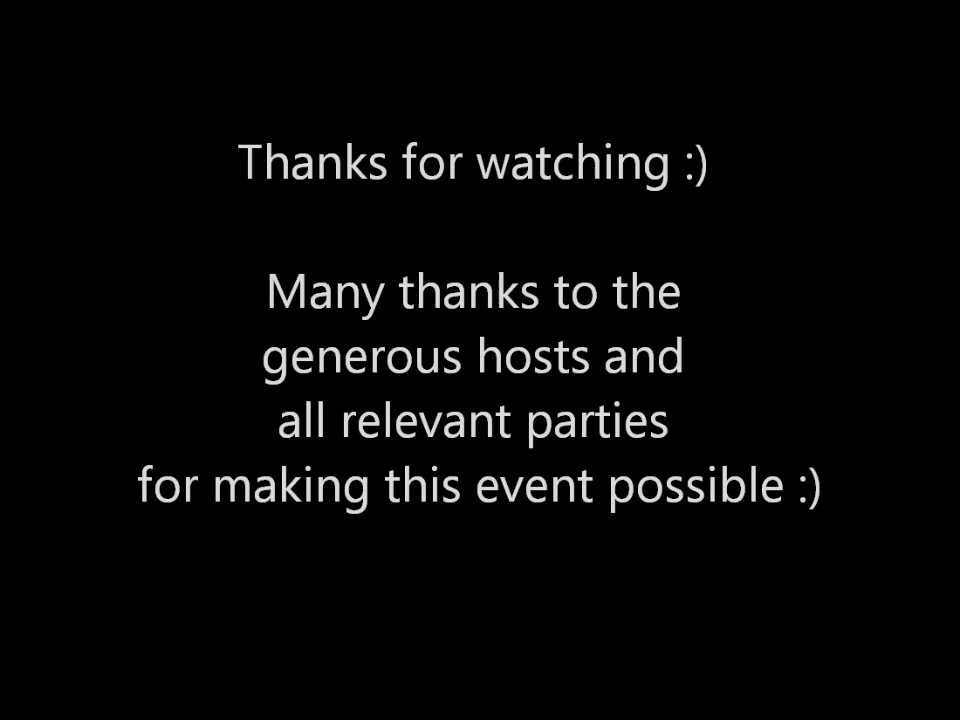 Thanks for watching :)
Many thanks to the
generous hosts and
all relevant parties
for making this event possible :)